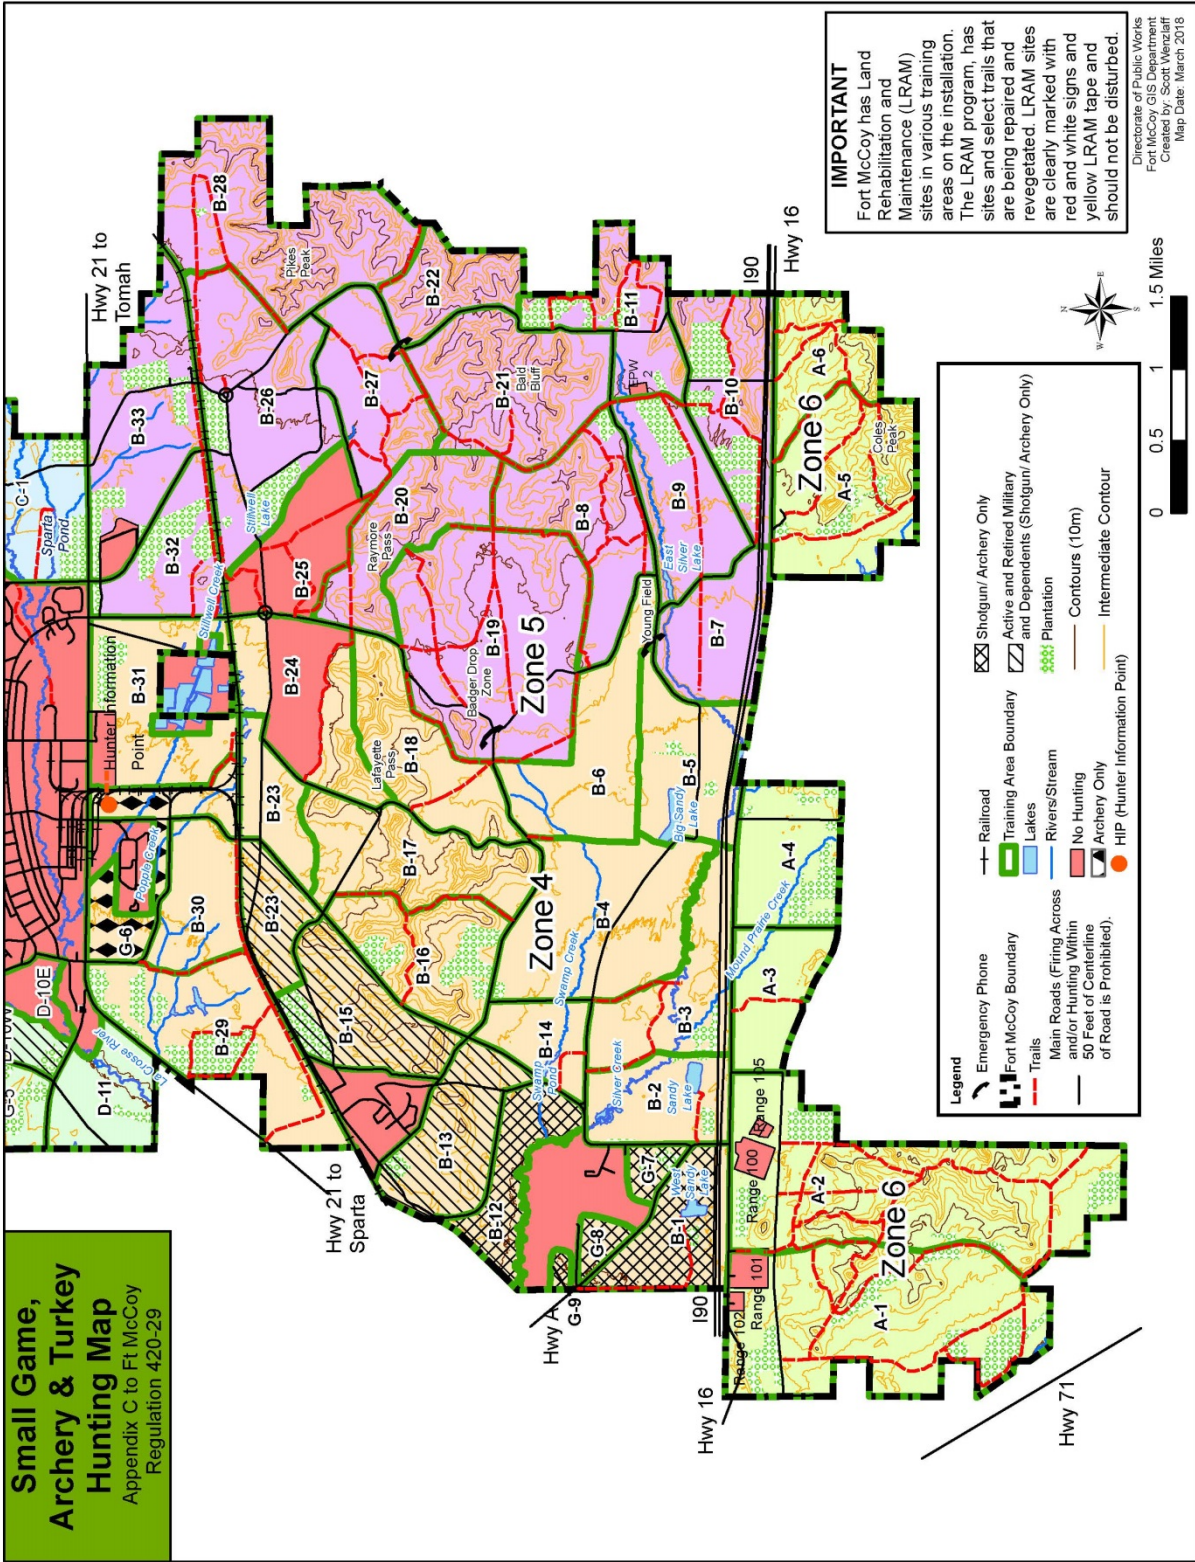 Small Game,
Archery & Turkey
Hunting Map
Appendix C to Ft McCoy
Regulation 420-29
Hwy 21 to
Sparta
Hwy 21 to
Tomah
Hwy A
G-9
Hwy 16
I90
Hwy 71
I90
Hwy 16
G-5
D-10W
D-10E
D-11
La Crosse River
G-6
Popple Creek
Hunter Information
Point
B-31
Stillwell Creek
Sparta
Pond
C-1
B-33
B-32
B-28
B-29
B-30
B-23
B-23
B-24
B-25
Stillwell
Lake
B-26
B-27
Pikes
Peak
B-22
B-15
B-13
B-16
B-17
B-18
Lafayette
Pass
Raymore
Pass
B-20
B-21
Bald
Bluff
B-19
Badger Drop
Zone
Zone 5
B-12
B-14
Swamp
Pond
Swamp Creek
Zone 4
B-4
B-6
B-8
B-11
EPW
2
G-7
G-8
B-1
West
Sandy
Lake
B-2
Sandy
Lake
Silver Creek
B-3
Big Sandy
Lake
B-5
Young Field
East
Silver
Lake
B-9
B-7
B-10
Range 102
Range 101
Range 100
Range 105
A-1
A-2
Zone 6
A-3
Mound Prairie Creek
A-4
Zone 6
A-5
A-6
Coles
Peak
IMPORTANT
Fort McCoy has Land
Rehabilitation and
Maintenance (LRAM)
sites in various training
areas on the installation.
The LRAM program, has
sites and select trails that
are being repaired and
revegetated. LRAM sites
are clearly marked with
red and white signs and
yellow LRAM tape and
should not be disturbed.
Directorate of Public Works
Fort McCoy GIS Department
Created by: Scott Wenzlaff
Map Date: March 2018
N
E
S
W
0 0.5 1 1.5 Miles
Legend
Emergency Phone
Fort McCoy Boundary
Trails
Main Roads (Firing Across
and/or Hunting Within
50 Feet of Centerline
of Road is Prohibited).
Railroad
Training Area Boundary
Lakes
Rivers/Stream
No Hunting
Archery Only
HIP (Hunter Information Point)
Shotgun/ Archery Only
Active and Retired Military
and Dependents (Shotgun/ Archery Only)
Plantation
Contours (10m)
Intermediate Contour